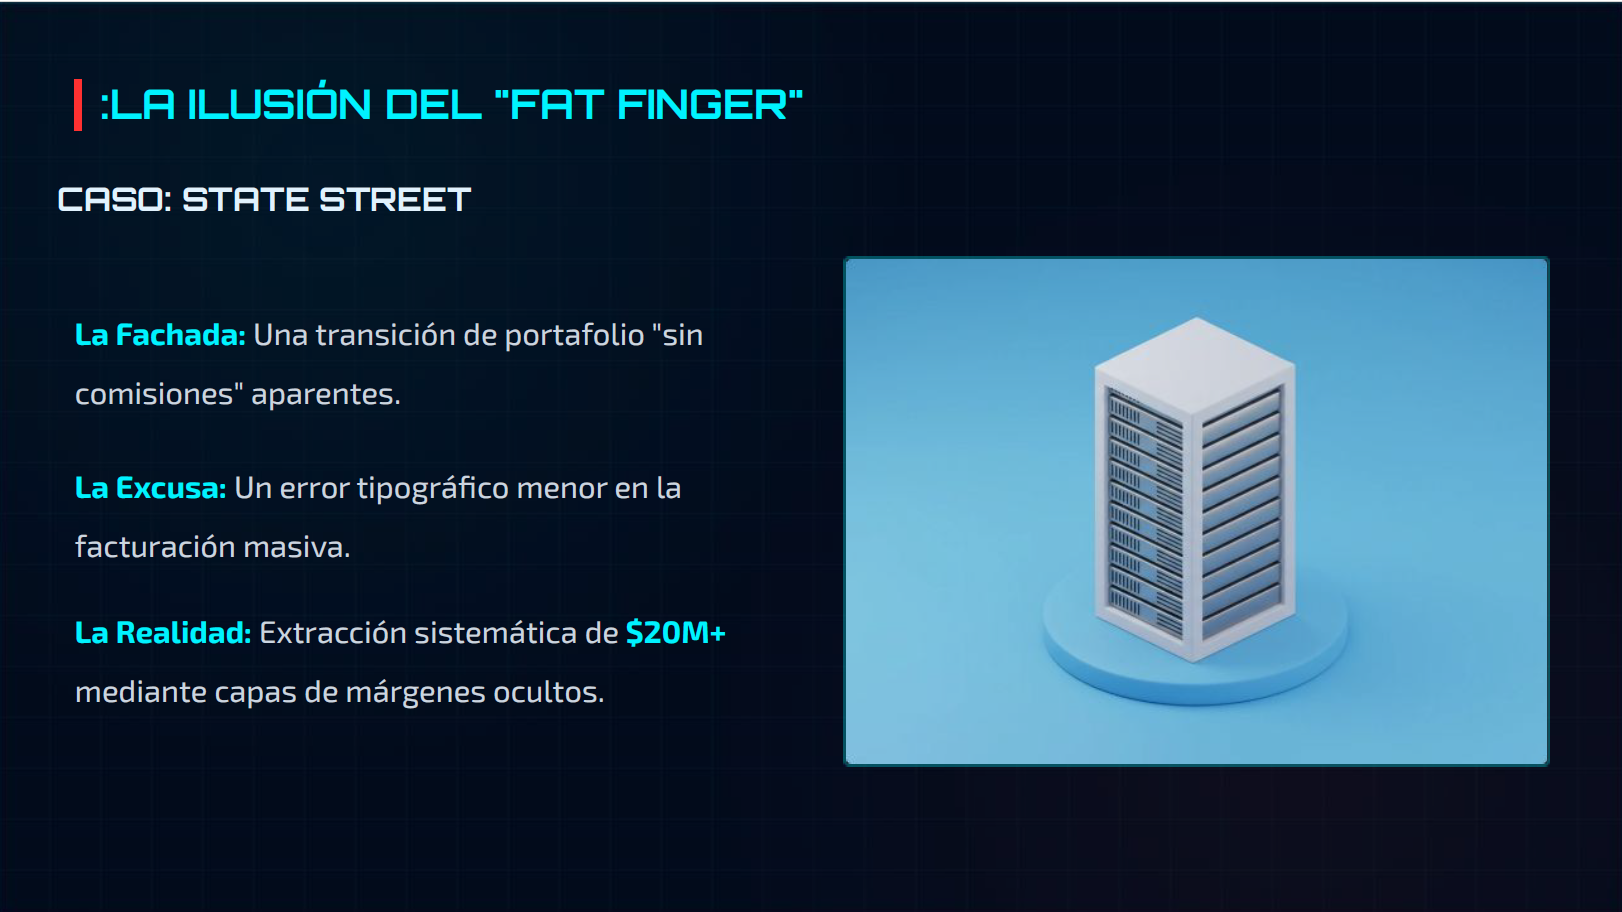 :LA ILUSIÓN DEL "FAT FINGER"
CASO: STATE STREET
La Fachada: Una transición de portafolio "sin
comisiones" aparentes.
La Excusa: Un error tipográfico menor en la
facturación masiva.
La Realidad: Extracción sistemática de $20M+
mediante capas de márgenes ocultos.